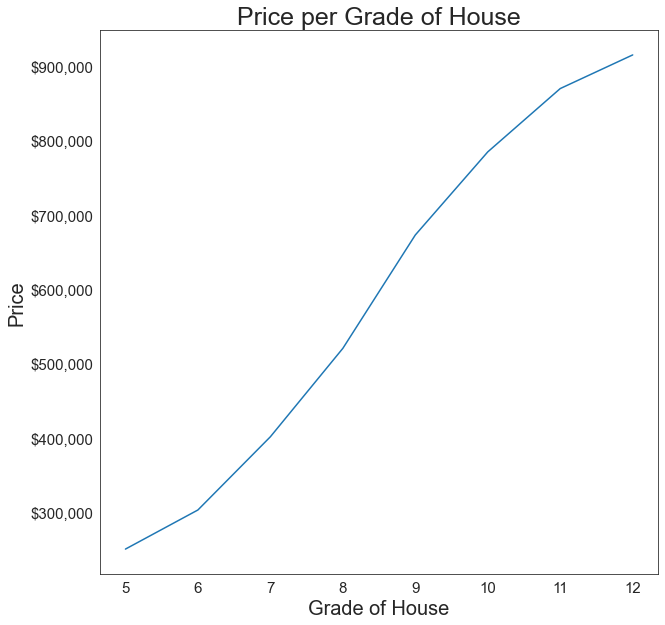 Price per Grade of House
$900,000
$800,000
$700,000
$600,000
$500,000
$400,000
$300,000
Price
5 6 7 8 9 10 11 12
Grade of House